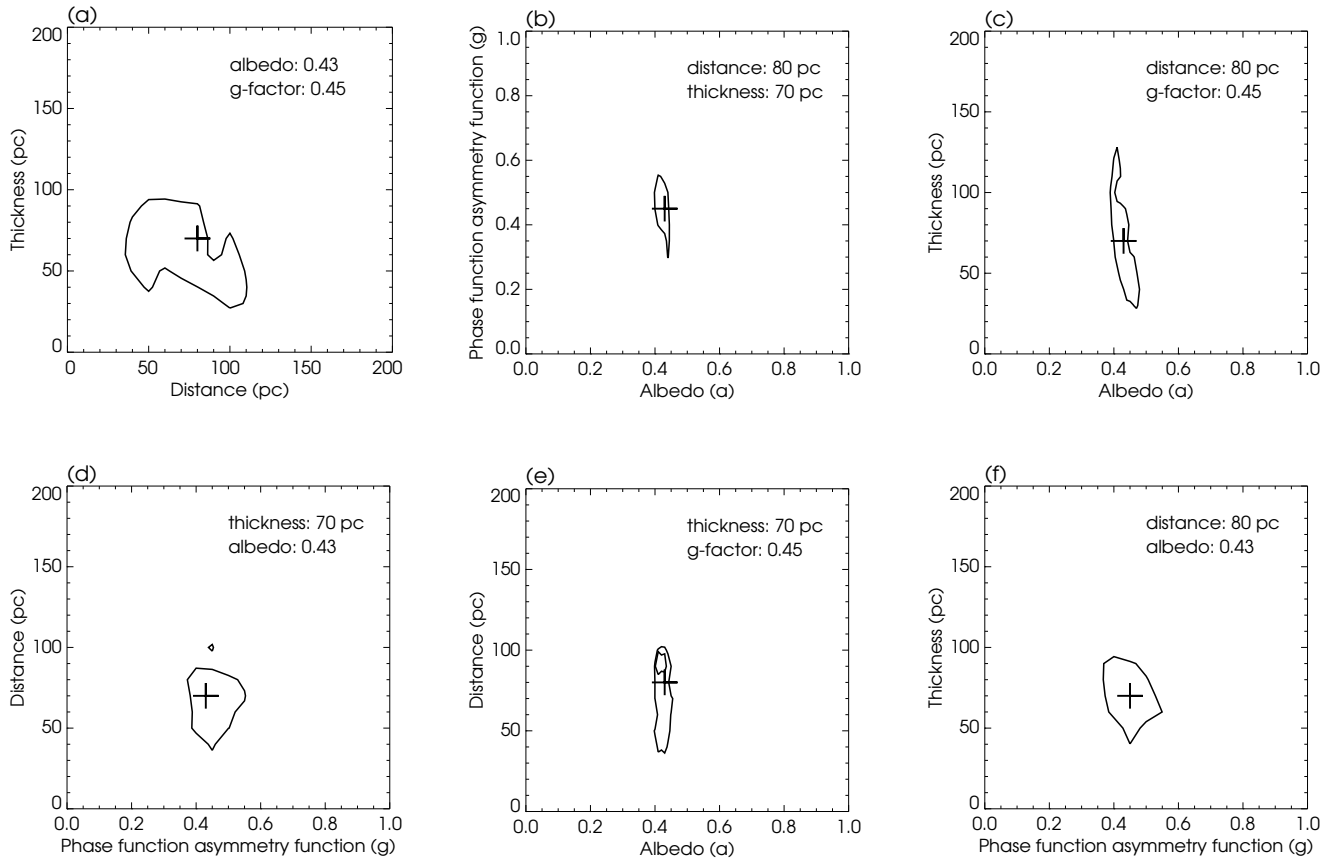 (a)
200
150
100
50
0
Thickness (pc)
albedo: 0.43
g-factor: 0.45
0 50 100 150 200
Distance (pc)
(b)
1.0
0.8
0.6
0.4
0.2
0.0
Phase function asymmetry function (g)
distance: 80 pc
thickness: 70 pc
0.0 0.2 0.4 0.6 0.8 1.0
Albedo (a)
(c)
200
150
100
50
0
Thickness (pc)
distance: 80 pc
g-factor: 0.45
0.0 0.2 0.4 0.6 0.8 1.0
Albedo (a)
(d)
200
150
100
50
0
Distance (pc)
thickness: 70 pc
albedo: 0.43
0.0 0.2 0.4 0.6 0.8 1.0
Phase function asymmetry function (g)
(e)
200
150
100
50
0
Distance (pc)
thickness: 70 pc
g-factor: 0.45
0.0 0.2 0.4 0.6 0.8 1.0
Albedo (a)
(f)
200
150
100
50
0
Thickness (pc)
distance: 80 pc
albedo: 0.43
0.0 0.2 0.4 0.6 0.8 1.0
Phase function asymmetry function (g)